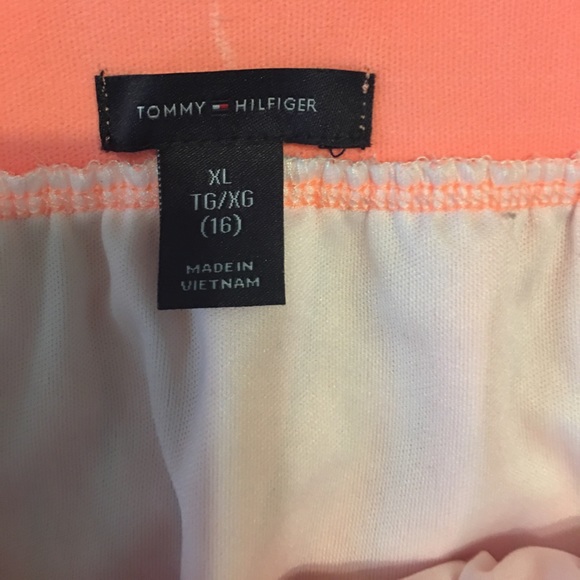 TOMMY HILFIGER
XL
TG/XG
(16)
MADE IN
VIETNAM